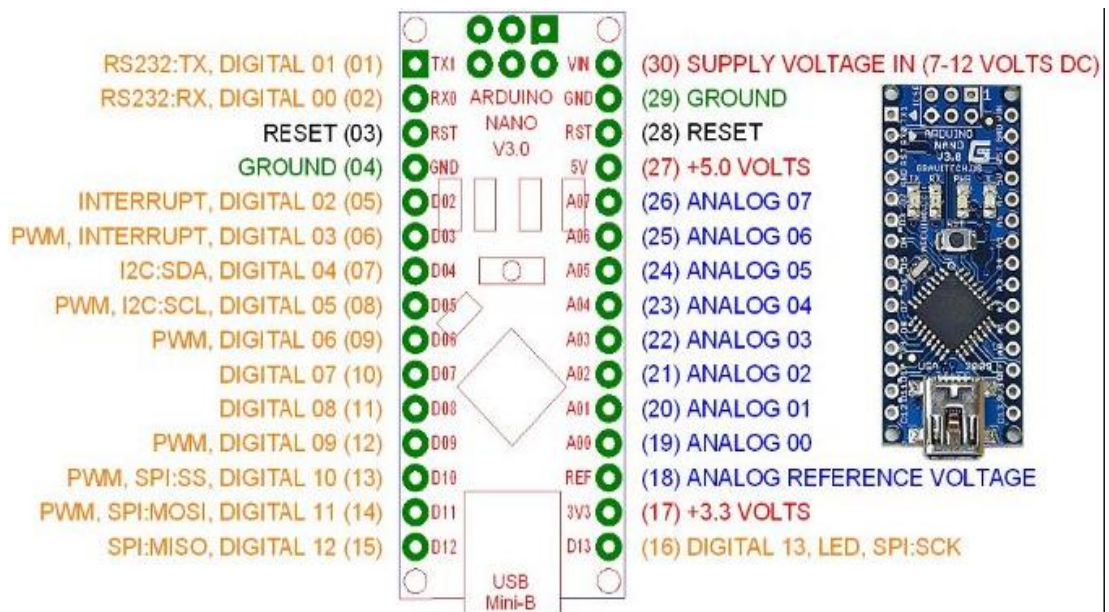 RS232:TX, DIGITAL 01 (01)
RS232:RX, DIGITAL 00 (02)
RESET (03)
GROUND (04)
INTERRUPT, DIGITAL 02 (05)
PWM, INTERRUPT, DIGITAL 03 (06)
I2C:SDA, DIGITAL 04 (07)
PWM, I2C:SCL, DIGITAL 05 (08)
PWM, DIGITAL 06 (09)
DIGITAL 07 (10)
DIGITAL 08 (11)
PWM, DIGITAL 09 (12)
PWM, SPI:SS, DIGITAL 10 (13)
PWM, SPI:MOSI, DIGITAL 11 (14)
SPI:MISO, DIGITAL 12 (15)
TX1
RX0
RST
GND
D02
D03
D04
D05
D06
D07
D08
D09
D10
D11
D12
ARDUINO
NANO
V3.0
USB
Mini-B
VIN
GND
RST
5V
A07
A06
A05
A04
A03
A02
A01
A00
REF
3V3
D13
(30) SUPPLY VOLTAGE IN (7-12 VOLTS DC)
(29) GROUND
(28) RESET
(27) +5.0 VOLTS
(26) ANALOG 07
(25) ANALOG 06
(24) ANALOG 05
(23) ANALOG 04
(22) ANALOG 03
(21) ANALOG 02
(20) ANALOG 01
(19) ANALOG 00
(18) ANALOG REFERENCE VOLTAGE
(17) +3.3 VOLTS
(16) DIGITAL 13, LED, SPI:SCK
1
ARDUINO
NANO
V3.0
GRAVITECH
TX RX PWR L
USA 2009